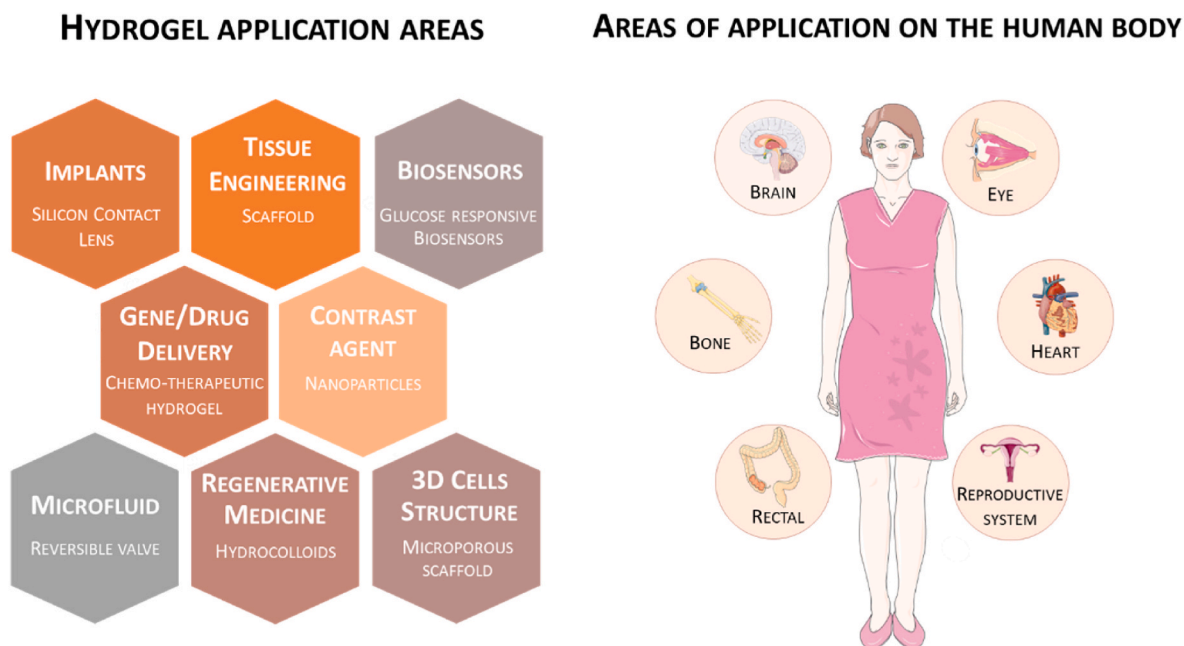 HYDROGEL APPLICATION AREAS
AREAS OF APPLICATION ON THE HUMAN BODY
IMPLANTS
SILICON CONTACT
LENS
TISSUE
ENGINEERING
SCAFFOLD
BIOSENSORS
GLUCOSE RESPONSIVE
BIOSENSORS
GENE/DRUG
DELIVERY
CHEMO-THERAPEUTIC
HYDROGEL
CONTRAST
AGENT
NANOPARTICLES
MICROFLUID
REVERSIBLE VALVE
REGENERATIVE
MEDICINE
HYDROCOLLOIDS
3D CELLS
STRUCTURE
MICROPOROUS
SCAFFOLD
BRAIN
EYE
BONE
HEART
RECTAL
REPRODUCTIVE
SYSTEM